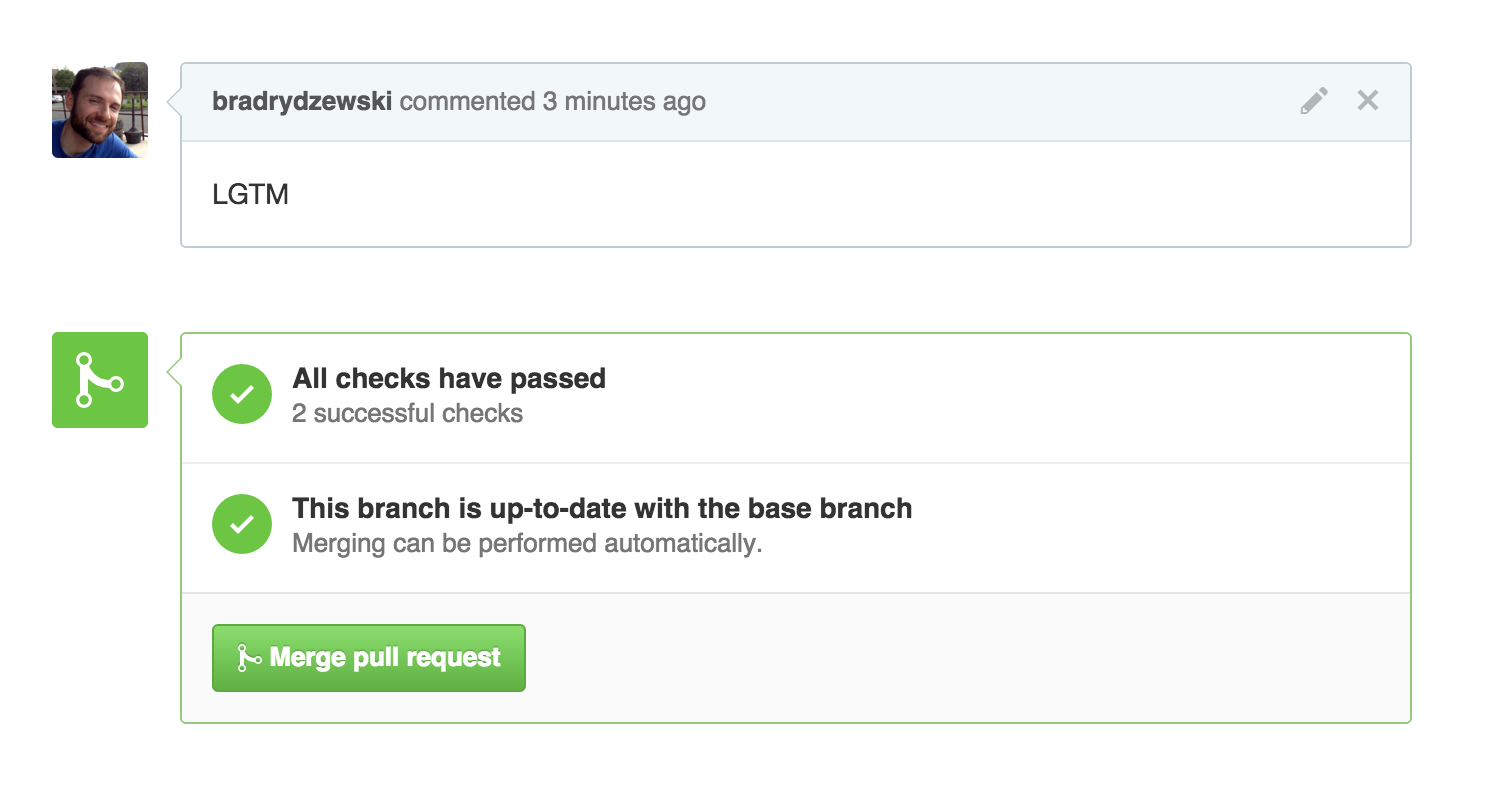 bradrydzewski commented 3 minutes ago
LGTM
All checks have passed
2 successful checks
This branch is up-to-date with the base branch
Merging can be performed automatically.
Merge pull request